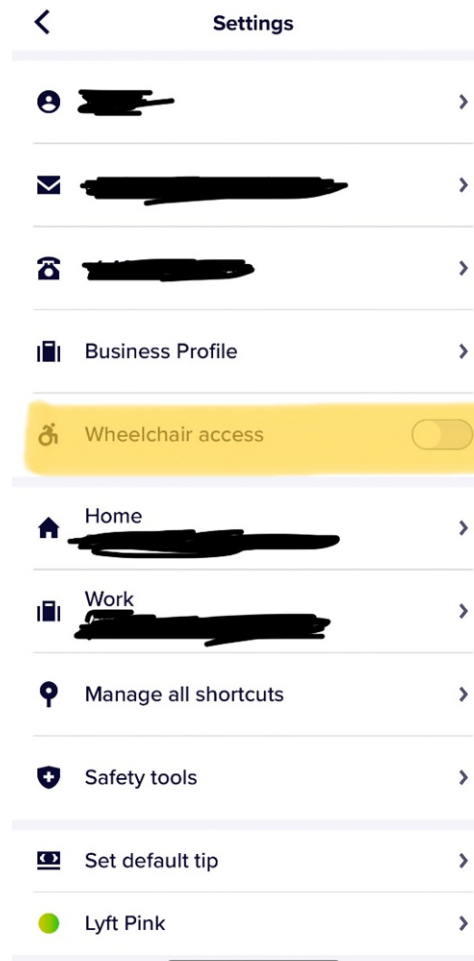 Settings
Business Profile
Wheelchair access
Home
Work
Manage all shortcuts
Safety tools
Set default tip
Lyft Pink